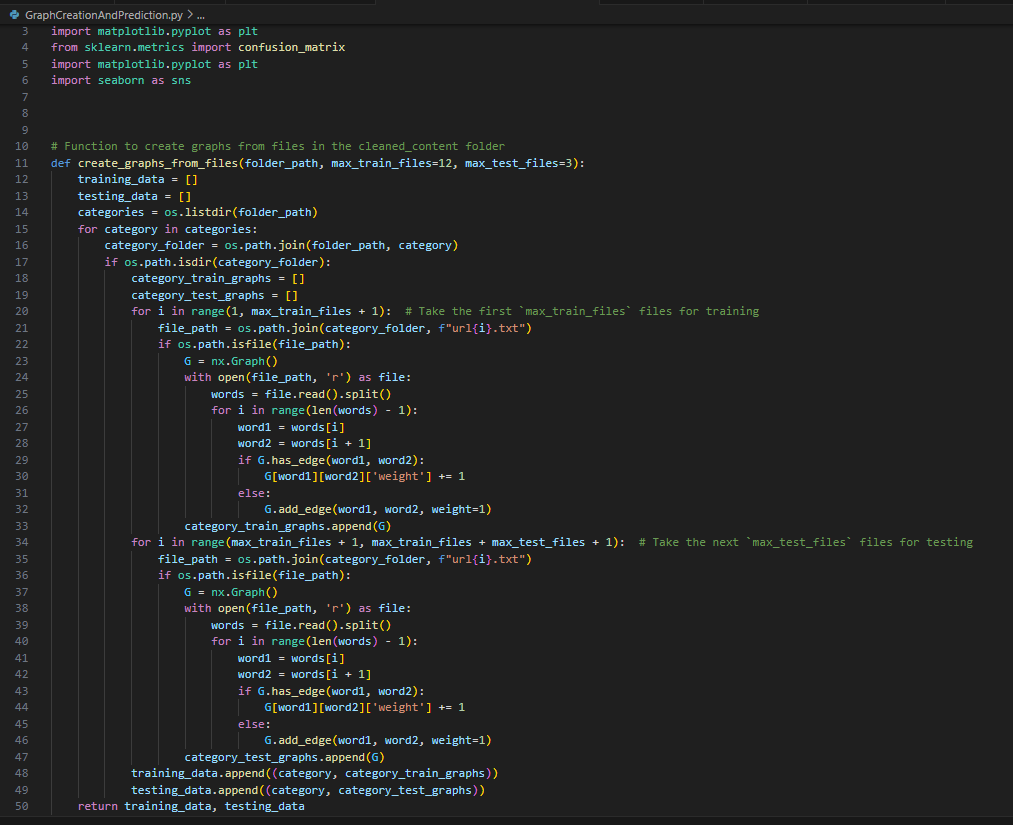 GraphCreationAndPrediction.py > ...
3 import matplotlib.pyplot as plt
4 from sklearn.metrics import confusion_matrix
5 import matplotlib.pyplot as plt
6 import seaborn as sns
7
8
9
10 # Function to create graphs from files in the cleaned_content folder
11 def create_graphs_from_files(folder_path, max_train_files=12, max_test_files=3):
12     training_data = []
13     testing_data = []
14     categories = os.listdir(folder_path)
15     for category in categories:
16         category_folder = os.path.join(folder_path, category)
17         if os.path.isdir(category_folder):
18             category_train_graphs = []
19             category_test_graphs = []
20             for i in range(1, max_train_files + 1):  # Take the first `max_train_files` files for training
21                 file_path = os.path.join(category_folder, f"url{i}.txt")
22                 if os.path.isfile(file_path):
23                     G = nx.Graph()
24                     with open(file_path, 'r') as file:
25                         words = file.read().split()
26                         for i in range(len(words) - 1):
27                             word1 = words[i]
28                             word2 = words[i + 1]
29                             if G.has_edge(word1, word2):
30                                 G[word1][word2]['weight'] += 1
31                             else:
32                                 G.add_edge(word1, word2, weight=1)
33                     category_train_graphs.append(G)
34             for i in range(max_train_files + 1, max_train_files + max_test_files + 1):  # Take the next `max_test_files` files for testing
35                 file_path = os.path.join(category_folder, f"url{i}.txt")
36                 if os.path.isfile(file_path):
37                     G = nx.Graph()
38                     with open(file_path, 'r') as file:
39                         words = file.read().split()
40                         for i in range(len(words) - 1):
41                             word1 = words[i]
42                             word2 = words[i + 1]
43                             if G.has_edge(word1, word2):
44                                 G[word1][word2]['weight'] += 1
45                             else:
46                                 G.add_edge(word1, word2, weight=1)
47                     category_test_graphs.append(G)
48             training_data.append((category, category_train_graphs))
49             testing_data.append((category, category_test_graphs))
50     return training_data, testing_data